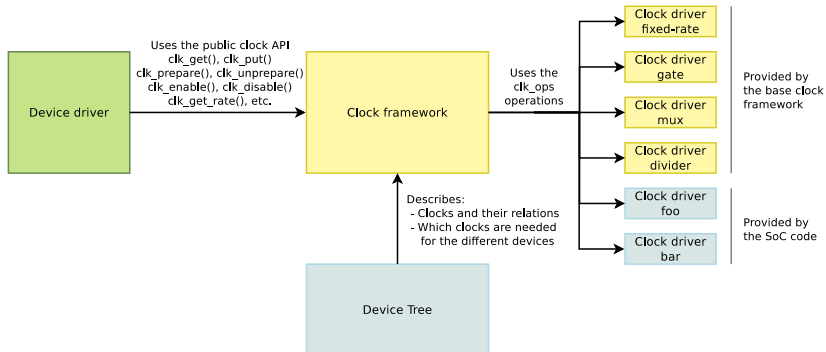 Device driver
Uses the public clock API
clk_get(), clk_put()
clk_prepare(), clk_unprepare()
clk_enable(), clk_disable()
clk_get_rate(), etc.
Clock framework
Uses the
clk_ops
operations
Clock driver
fixed-rate
Clock driver
gate
Clock driver
mux
Clock driver
divider
Provided by
the base clock
framework
Clock driver
foo
Clock driver
bar
Provided by
the SoC code
Describes:
- Clocks and their relations
- Which clocks are needed
for the different devices
Device Tree